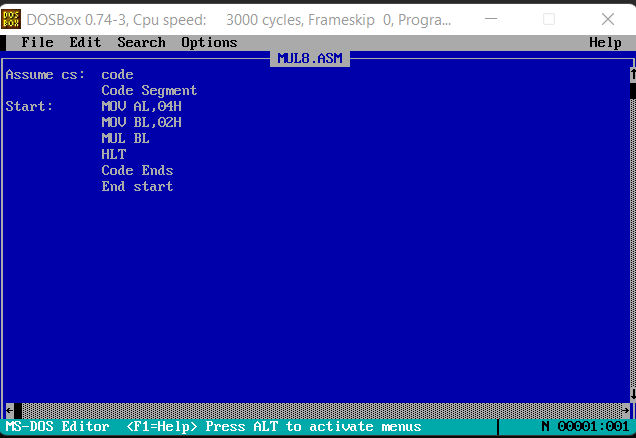 DOS BOX DOSBox 0.74-3, Cpu speed: 3000 cycles, Frameskip 0, Progra...
File Edit Search Options Help
MUL8.ASM
Assume cs: code
Code Segment
Start: MOV AL,04H
MOV BL,02H
MUL BL
HLT
Code Ends
End start
MS-DOS Editor <F1=Help> Press ALT to activate menus N 00001:001